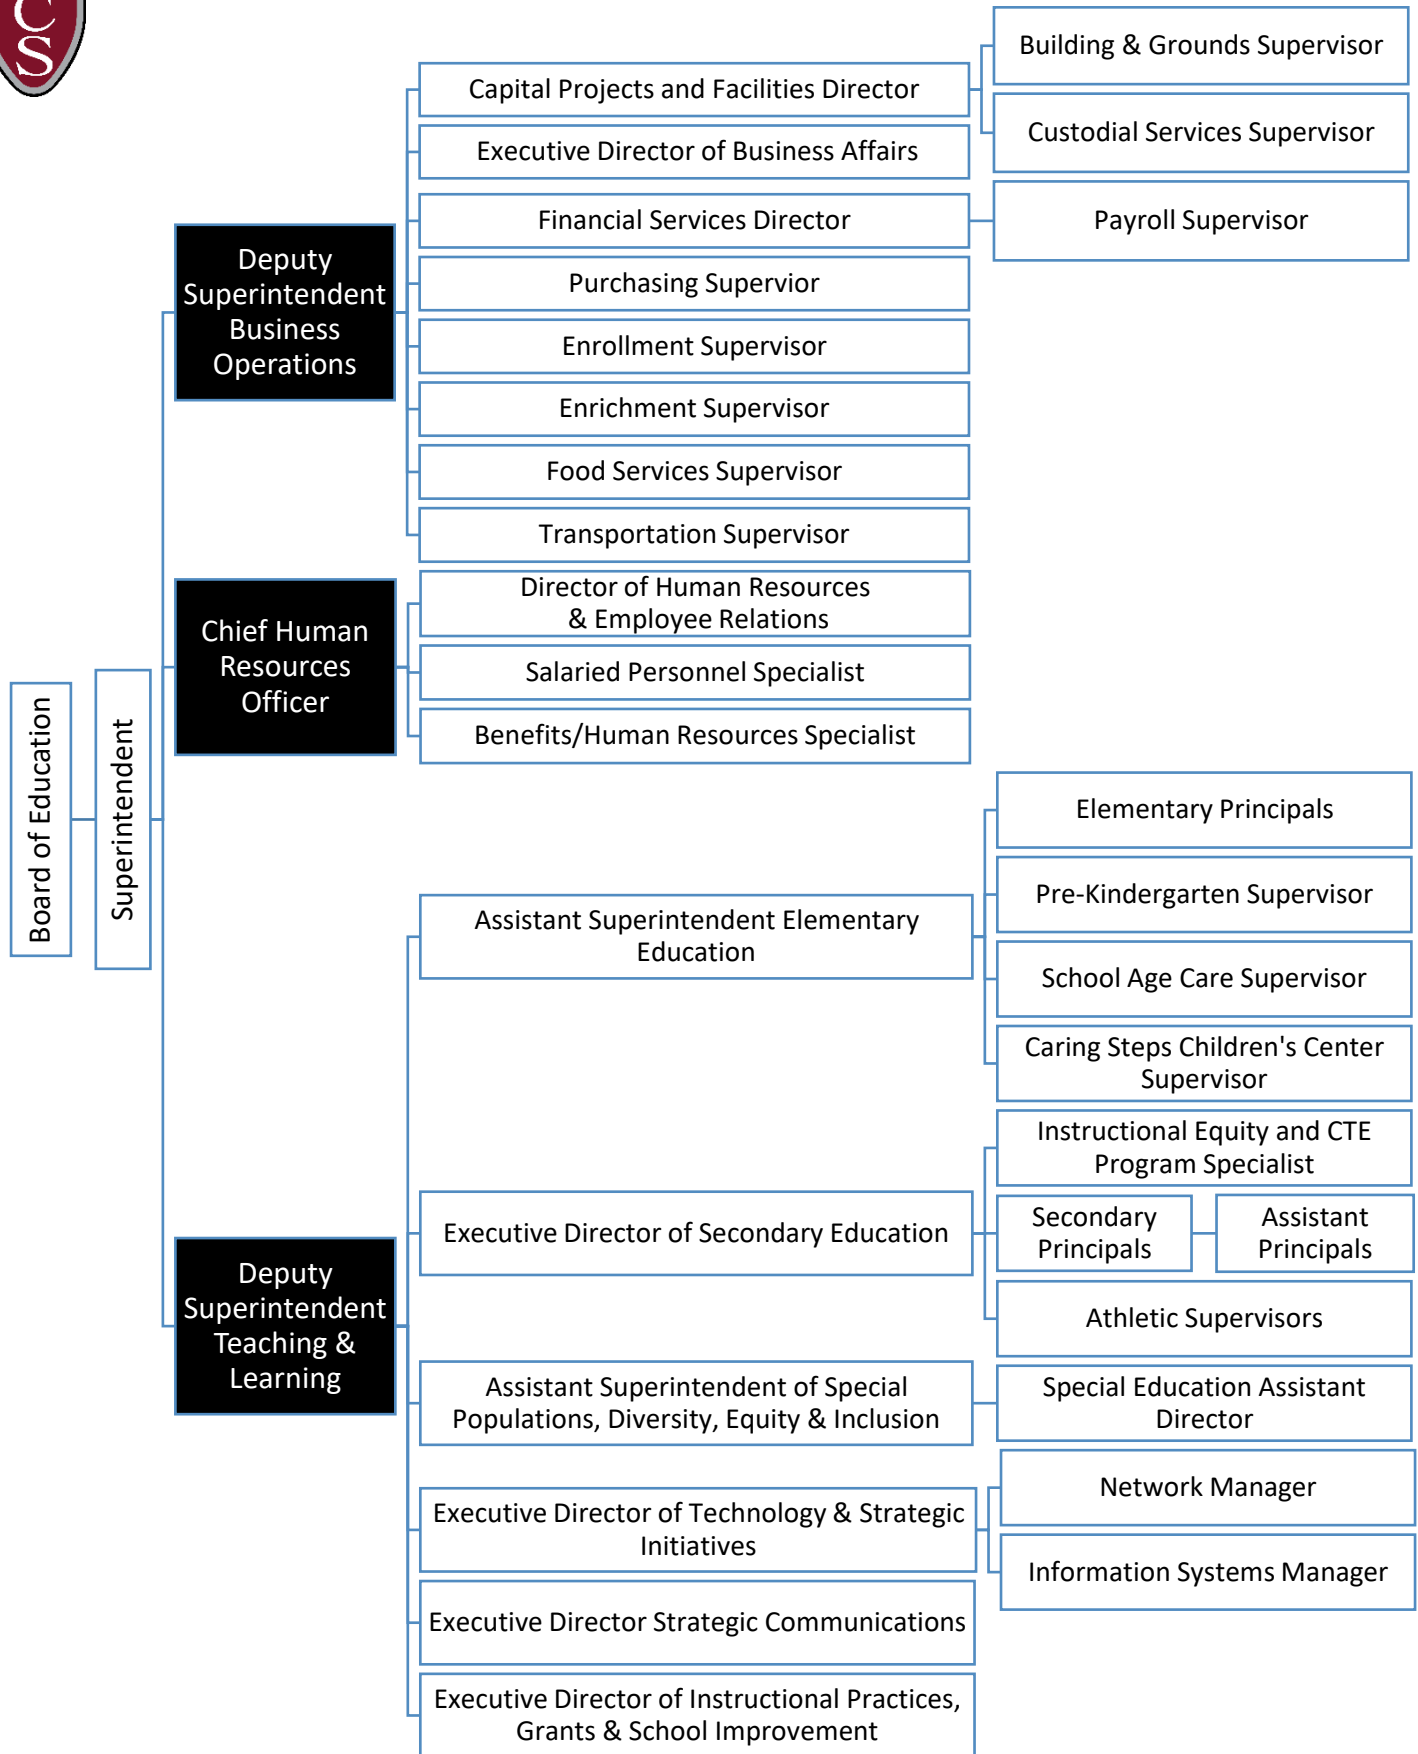 C
S
Board of Education
Superintendent
Deputy
Superintendent
Business
Operations
Capital Projects and Facilities Director
Building & Grounds Supervisor
Custodial Services Supervisor
Executive Director of Business Affairs
Financial Services Director
Payroll Supervisor
Purchasing Supervior
Enrollment Supervisor
Enrichment Supervisor
Food Services Supervisor
Transportation Supervisor
Chief Human
Resources
Officer
Director of Human Resources
& Employee Relations
Salaried Personnel Specialist
Benefits/Human Resources Specialist
Deputy
Superintendent
Teaching &
Learning
Assistant Superintendent Elementary
Education
Elementary Principals
Pre-Kindergarten Supervisor
School Age Care Supervisor
Caring Steps Children's Center
Supervisor
Executive Director of Secondary Education
Instructional Equity and CTE
Program Specialist
Secondary
Principals
Assistant
Principals
Athletic Supervisors
Assistant Superintendent of Special
Populations, Diversity, Equity & Inclusion
Special Education Assistant
Director
Executive Director of Technology & Strategic
Initiatives
Network Manager
Information Systems Manager
Executive Director Strategic Communications
Executive Director of Instructional Practices,
Grants & School Improvement